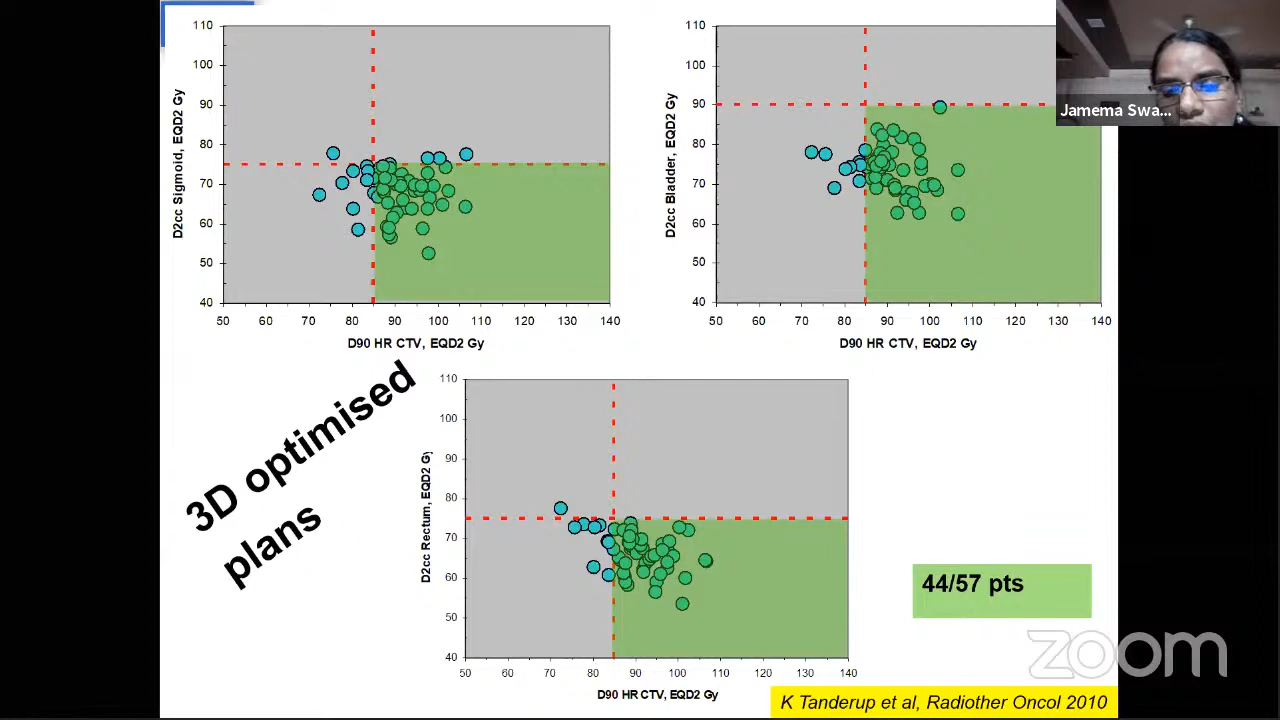 110
100
90
80
70
60
50
40
D2cc Sigmoid, EQD2 Gy
50 60 70 80 90 100 110 120 130 140
D90 HR CTV, EQD2 Gy
110
100
90
80
70
60
50
40
D2cc Bladder, EQD2 Gy
50 60 70 80 90 100 110 120 130 140
D90 HR CTV, EQD2 Gy
Jamema Swa...
3D optimised
plans
110
100
90
80
70
60
50
40
D2cc Rectum, EQD2 Gy
50 60 70 80 90 100 110 120 130 140
D90 HR CTV, EQD2 Gy
44/57 pts
zoom
K Tanderup et al, Radiother Oncol 2010